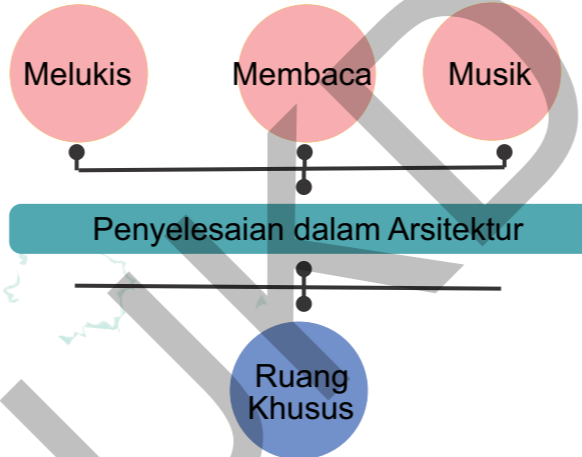 Melukis Membaca Musik
Penyelesaian dalam Arsitektur
Ruang
Khusus